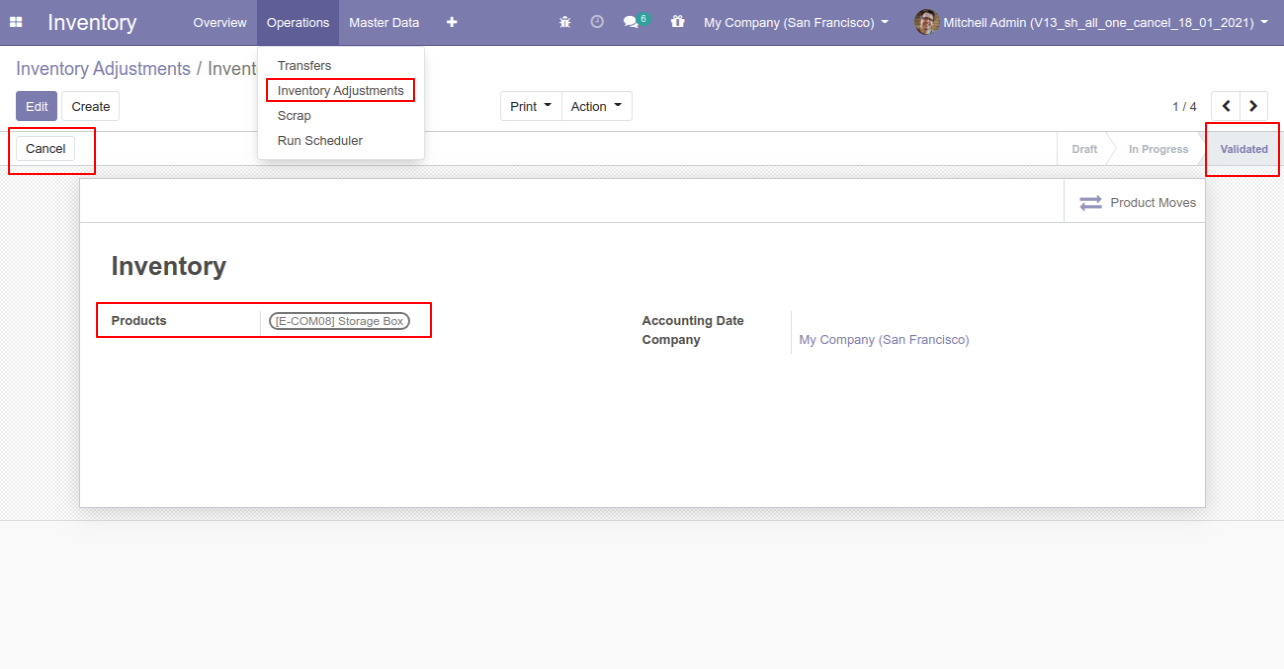 Inventory Overview Operations Master Data + 6 My Company (San Francisco) Mitchell Admin (V13_sh_all_one_cancel_18_01_2021)
Inventory Adjustments / Invent
Transfers
Inventory Adjustments
Scrap
Run Scheduler
Edit Create Print Action 1 / 4
Cancel Draft In Progress Validated
Product Moves
Inventory
Products [E-COM08] Storage Box
Accounting Date
Company My Company (San Francisco)